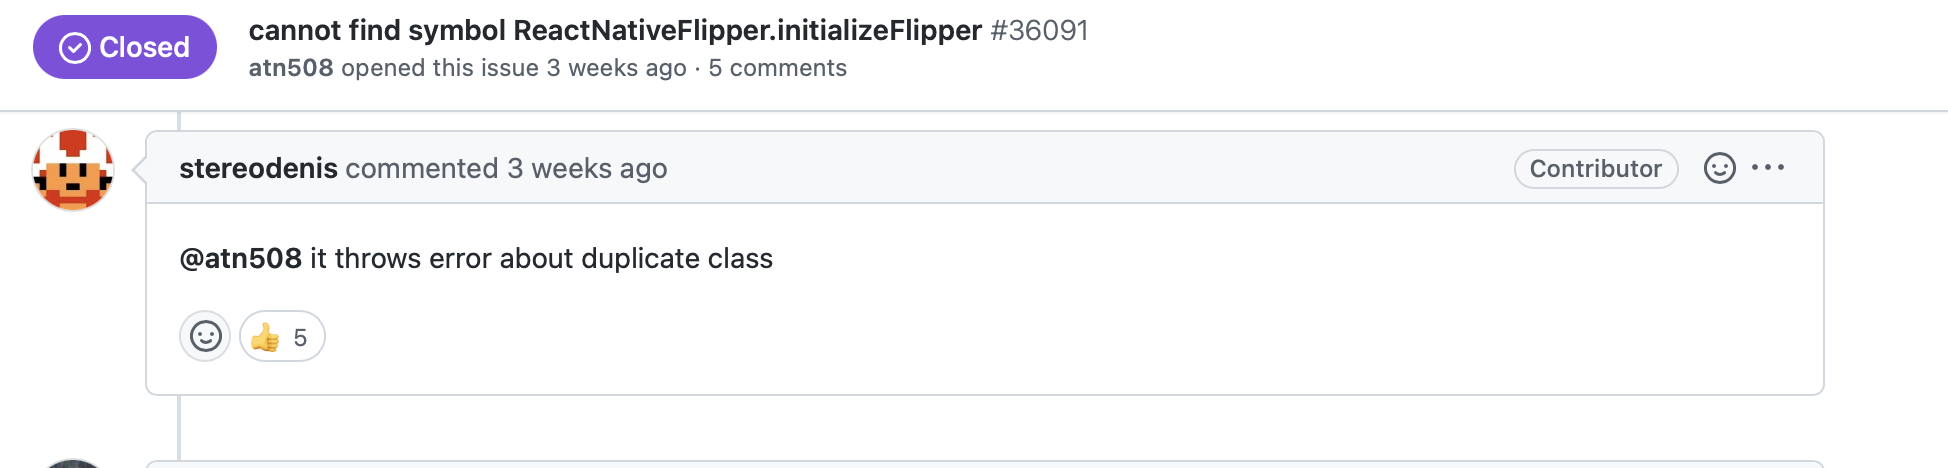 Closed
cannot find symbol ReactNativeFlipper.initializeFlipper #36091
atn508 opened this issue 3 weeks ago · 5 comments
stereodenis commented 3 weeks ago
Contributor
@atn508 it throws error about duplicate class
5